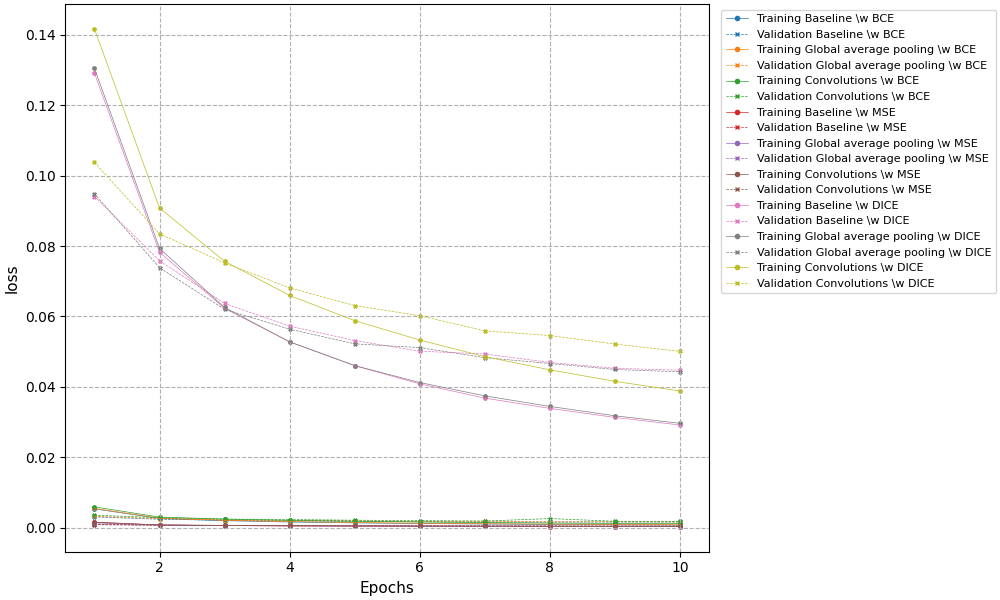 0.14
0.12
0.10
0.08
0.06
0.04
0.02
0.00
loss
2
4
6
8
10
Epochs
Training Baseline \w BCE
Validation Baseline \w BCE
Training Global average pooling \w BCE
Validation Global average pooling \w BCE
Training Convolutions \w BCE
Validation Convolutions \w BCE
Training Baseline \w MSE
Validation Baseline \w MSE
Training Global average pooling \w MSE
Validation Global average pooling \w MSE
Training Convolutions \w MSE
Validation Convolutions \w MSE
Training Baseline \w DICE
Validation Baseline \w DICE
Training Global average pooling \w DICE
Validation Global average pooling \w DICE
Training Convolutions \w DICE
Validation Convolutions \w DICE